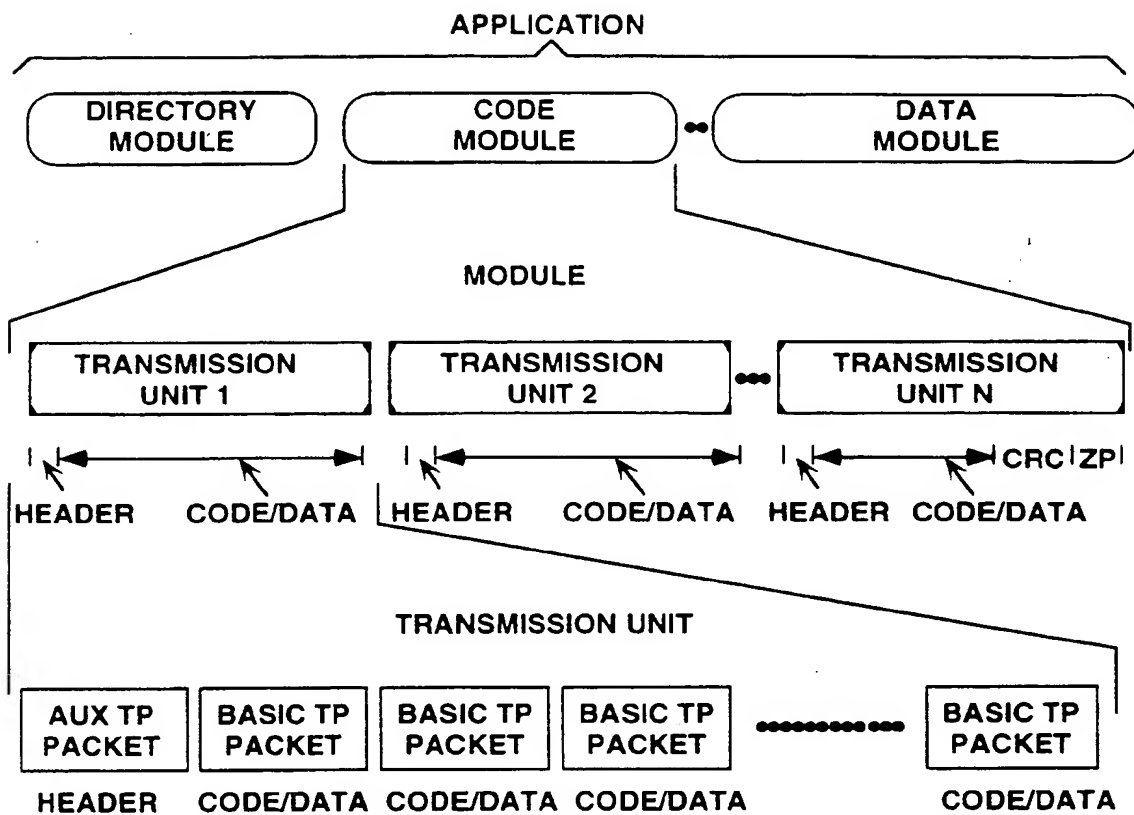 APPLICATION
DIRECTORY
MODULE
CODE
MODULE
DATA
MODULE
MODULE
TRANSMISSION
UNIT 1
TRANSMISSION
UNIT 2
TRANSMISSION
UNIT N
CRC ZP
HEADER CODE/DATA HEADER CODE/DATA HEADER CODE/DATA
TRANSMISSION UNIT
AUX TP
PACKET
BASIC TP
PACKET
BASIC TP
PACKET
BASIC TP
PACKET
BASIC TP
PACKET
HEADER CODE/DATA CODE/DATA CODE/DATA CODE/DATA